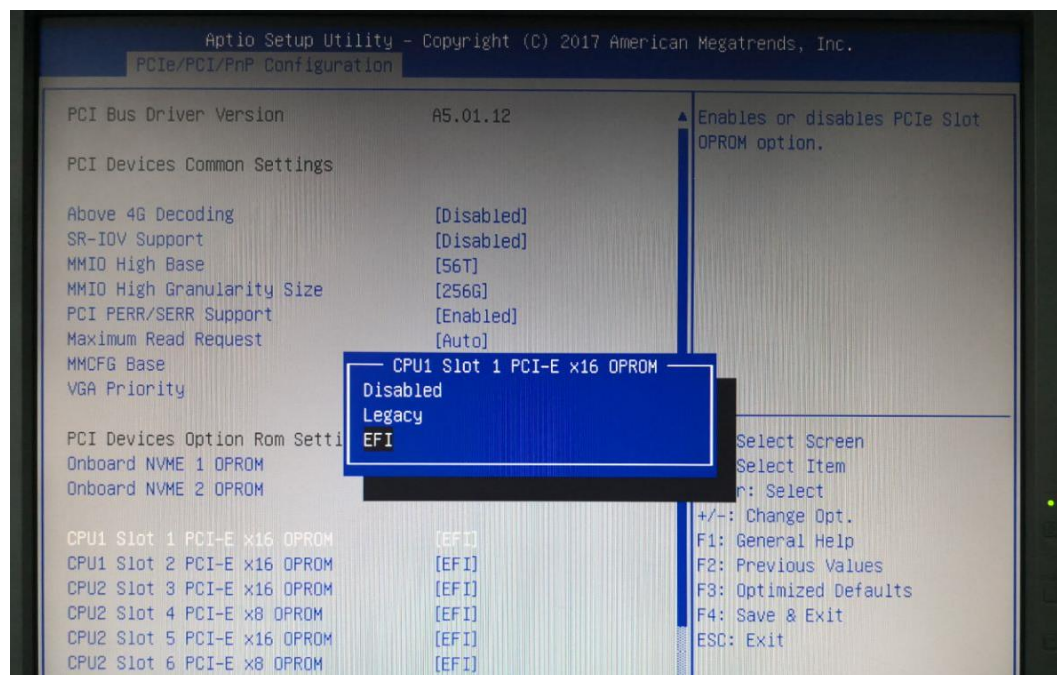 Aptio Setup Utility – Copyright (C) 2017 American Megatrends, Inc.
PCIe/PCI/PnP Configuration
PCI Bus Driver Version A5.01.12
PCI Devices Common Settings
Above 4G Decoding [Disabled]
SR-IOV Support [Disabled]
MMIO High Base [56T]
MMIO High Granularity Size [256G]
PCI PERR/SERR Support [Enabled]
Maximum Read Request [Auto]
MMCFG Base
VGA Priority
PCI Devices Option Rom Setti
Onboard NVME 1 OPROM
Onboard NVME 2 OPROM
CPU1 Slot 1 PCI-E x16 OPROM [EFI]
CPU1 Slot 2 PCI-E x16 OPROM [EFI]
CPU2 Slot 3 PCI-E x16 OPROM [EFI]
CPU2 Slot 4 PCI-E x8 OPROM [EFI]
CPU2 Slot 5 PCI-E x16 OPROM [EFI]
CPU2 Slot 6 PCI-E x8 OPROM [EFI]
CPU1 Slot 1 PCI-E x16 OPROM
Disabled
Legacy
EFI
Enables or disables PCIe Slot
OPROM option.
Select Screen
Select Item
r: Select
+/-: Change Opt.
F1: General Help
F2: Previous Values
F3: Optimized Defaults
F4: Save & Exit
ESC: Exit